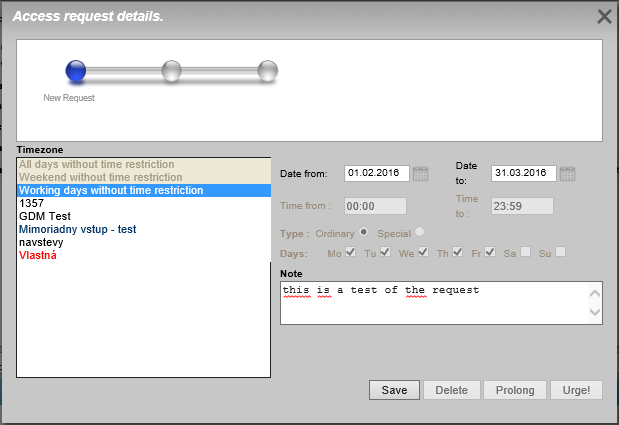 Access request details.
New Request
Timezone
All days without time restriction
Weekend without time restriction
Working days without time restriction
1357
GDM Test
Mimoriadny vstup - test
navstevy
Vlastná
Date from: 01.02.2016 Date to: 31.03.2016
Time from : 00:00 Time to : 23:59
Type : Ordinary Special
Days: Mo Tu We Th Fr Sa Su
Note
this is a test of the request
Save Delete Prolong Urge!